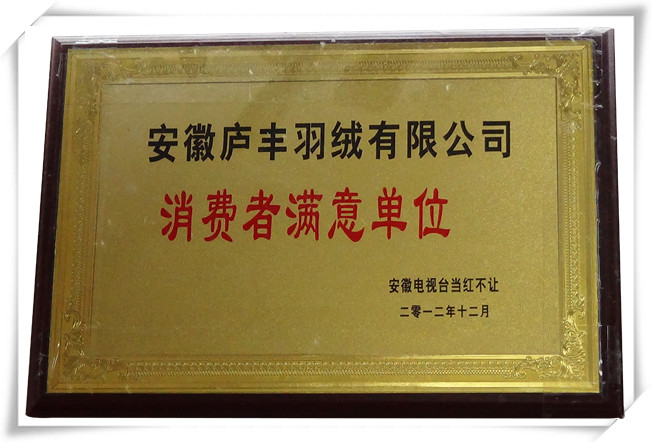 安徽庐丰羽绒有限公司
消费者满意单位
安徽电视台当红不让
二零一二年十二月